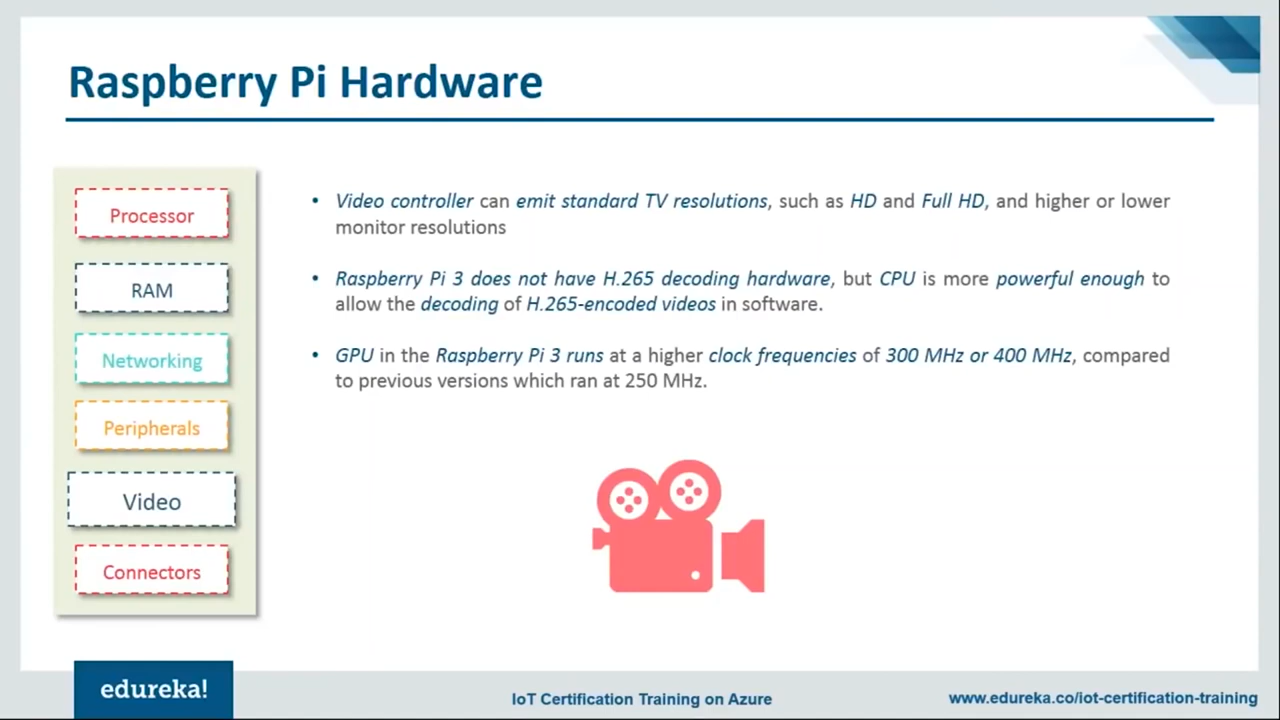 Raspberry Pi Hardware
Processor
RAM
Networking
Peripherals
Video
Connectors
• Video controller can emit standard TV resolutions, such as HD and Full HD, and higher or lower
monitor resolutions
• Raspberry Pi 3 does not have H.265 decoding hardware, but CPU is more powerful enough to
allow the decoding of H.265-encoded videos in software.
• GPU in the Raspberry Pi 3 runs at a higher clock frequencies of 300 MHz or 400 MHz, compared
to previous versions which ran at 250 MHz.
edureka!
IoT Certification Training on Azure
www.edureka.co/iot-certification-training